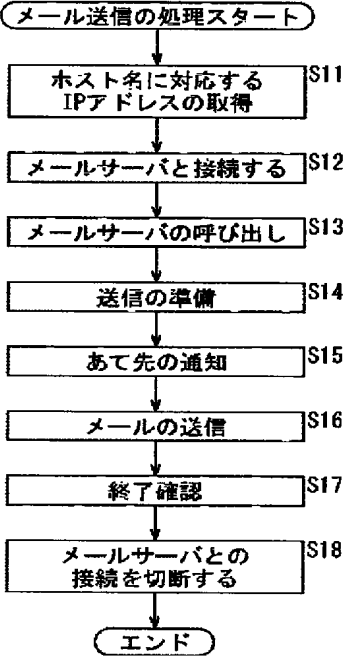 メール送信の処理スタート
ホスト名に対応する
IPアドレスの取得
S11
メールサーバと接続する
S12
メールサーバの呼び出し
S13
送信の準備
S14
あて先の通知
S15
メールの送信
S16
終了確認
S17
メールサーバとの
接続を切断する
S18
エンド